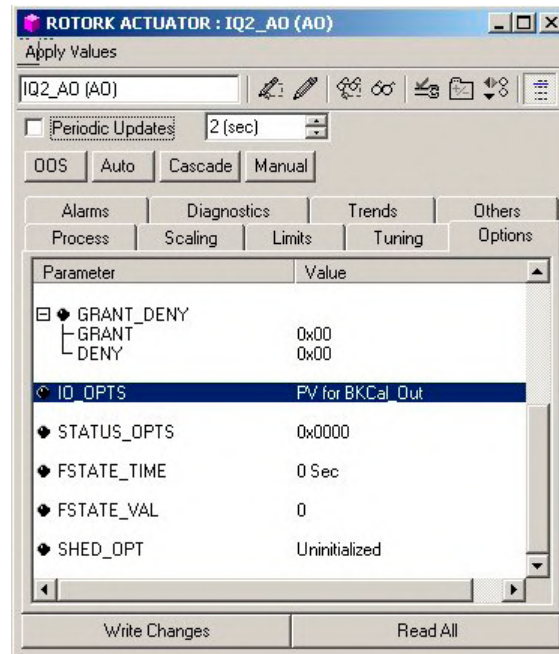 ROTORK ACTUATOR : IQ2_AO (AO)
Apply Values
IQ2_AO (AO)
Periodic Updates 2 (sec)
OOS Auto Cascade Manual
Alarms Diagnostics Trends Others
Process Scaling Limits Tuning Options
Parameter Value
GRANT_DENY
GRANT 0x00
DENY 0x00
IO_OPTS PV for BKCal_Out
STATUS_OPTS 0x0000
FSTATE_TIME 0 Sec
FSTATE_VAL 0
SHED_OPT Uninitialized
Write Changes Read All